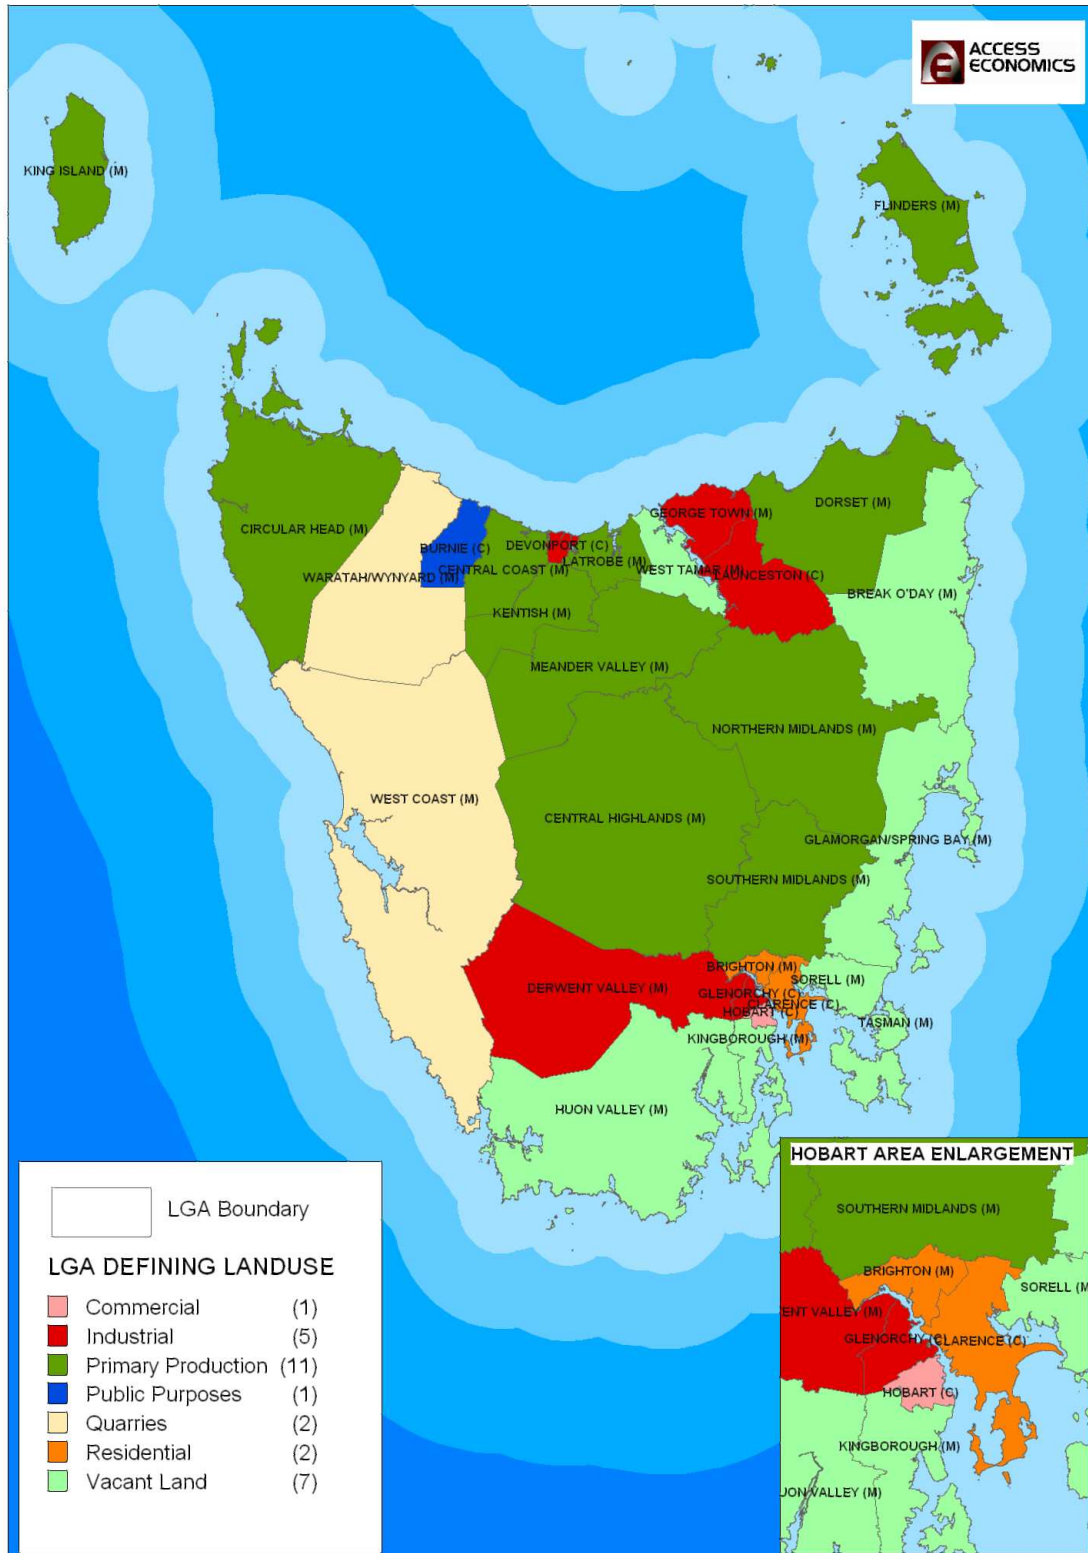 ACCESS
ECONOMICS
KING ISLAND (M)
FLINDERS (M)
DORSET (M)
GEORGE TOWN (M)
CIRCULAR HEAD (M)
BURNIE (C)
DEVONPORT (C)
LATROBE (M)
CENTRAL COAST (M)
WEST TAMAR (M)
LAUNCESTON (C)
WARATAH/WYNYARD (M)
BREAK O'DAY (M)
KENTISH (M)
MEANDER VALLEY (M)
NORTHERN MIDLANDS (M)
WEST COAST (M)
CENTRAL HIGHLANDS (M)
GLAMORGAN/SPRING BAY (M)
SOUTHERN MIDLANDS (M)
BRIGHTON (M)
SORELL (M)
DERWENT VALLEY (M)
GLENORCHY (C)
CLARENCE (C)
HOBART (C)
TASMAN (M)
KINGBOROUGH (M)
HUON VALLEY (M)
HOBART AREA ENLARGEMENT
SOUTHERN MIDLANDS (M)
BRIGHTON (M)
SORELL (M
ENT VALLEY (M)
GLENORCHY (C)
CLARENCE (C)
HOBART (C)
KINGBOROUGH (M)
UON VALLEY (M)
LGA Boundary
LGA DEFINING LANDUSE
Commercial (1)
Industrial (5)
Primary Production (11)
Public Purposes (1)
Quarries (2)
Residential (2)
Vacant Land (7)